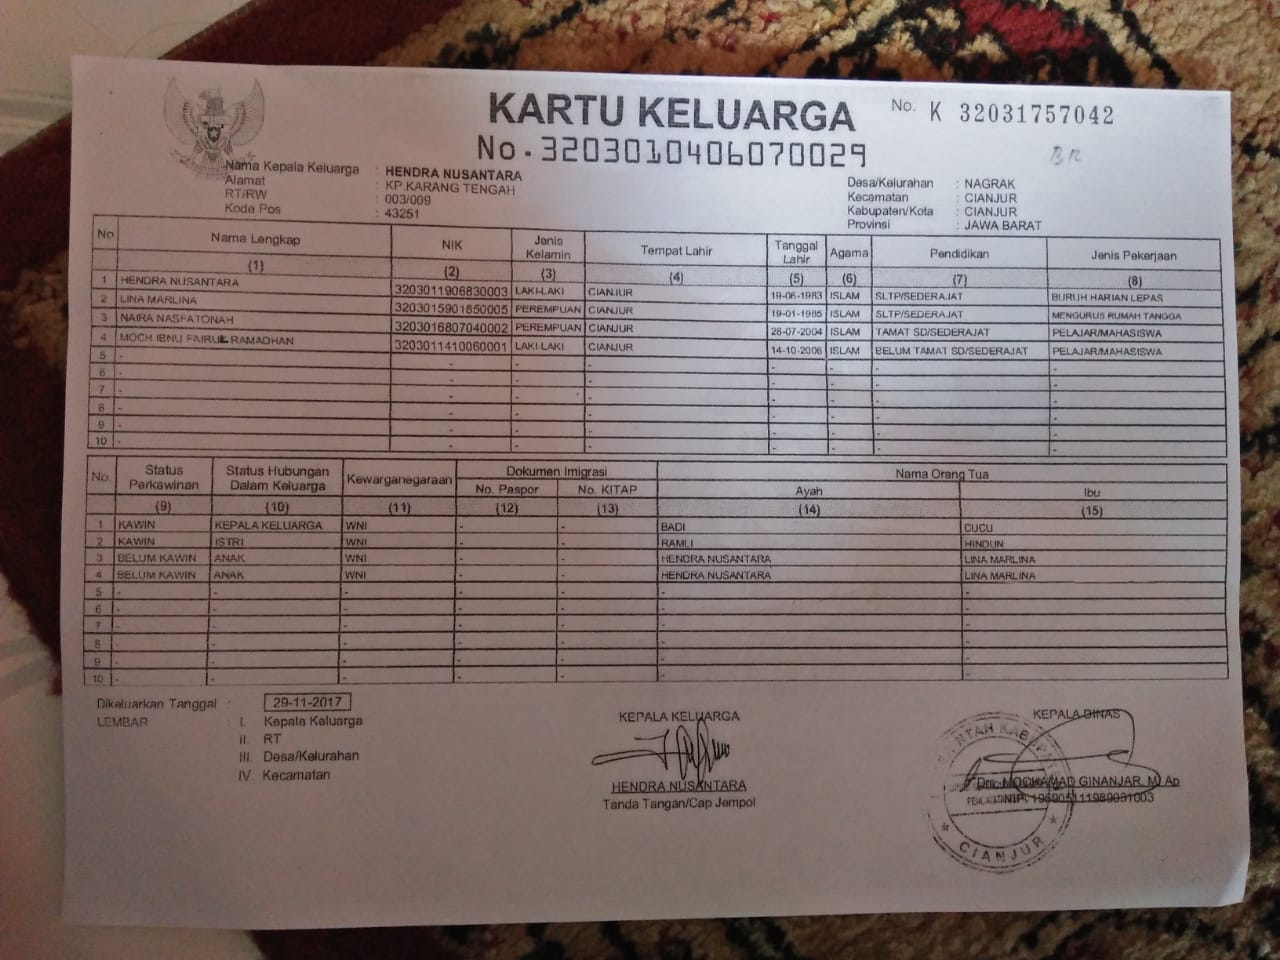 KARTU KELUARGA
No. K 32031757042
No. 3203010406070029
BR
Nama Kepala Keluarga : HENDRA NUSANTARA
Alamat : KP.KARANG TENGAH
RT/RW : 003/009
Kode Pos : 43251
Desa/Kelurahan : NAGRAK
Kecamatan : CIANJUR
Kabupaten/Kota : CIANJUR
Provinsi : JAWA BARAT
No Nama Lengkap NIK Jenis Kelamin Tempat Lahir Tanggal Lahir Agama Pendidikan Jenis Pekerjaan
(1) (2) (3) (4) (5) (6) (7) (8)
1 HENDRA NUSANTARA 3203011906830003 LAKI-LAKI CIANJUR 19-06-1983 ISLAM SLTP/SEDERAJAT BURUH HARIAN LEPAS
2 LINA MARLINA 3203015901850005 PEREMPUAN CIANJUR 19-01-1985 ISLAM SLTP/SEDERAJAT MENGURUS RUMAH TANGGA
3 NAIRA NASFATONAH 3203016807040002 PEREMPUAN CIANJUR 28-07-2004 ISLAM TAMAT SD/SEDERAJAT PELAJAR/MAHASISWA
4 MOCH IBNU FAIRUL RAMADHAN 3203011410060001 LAKI-LAKI CIANJUR 14-10-2006 ISLAM BELUM TAMAT SD/SEDERAJAT PELAJAR/MAHASISWA
5 - - - - - - - -
6 - - - - - - - -
7 - - - - - - - -
8 - - - - - - - -
9 - - - - - - - -
10 - - - - - - - -
No. Status Perkawinan Status Hubungan Dalam Keluarga Kewarganegaraan Dokumen Imigrasi Nama Orang Tua
No. Paspor No. KITAP Ayah Ibu
(9) (10) (11) (12) (13) (14) (15)
1 KAWIN KEPALA KELUARGA WNI - - BADI CUCU
2 KAWIN ISTRI WNI - - RAMLI HINDUN
3 BELUM KAWIN ANAK WNI - - HENDRA NUSANTARA LINA MARLINA
4 BELUM KAWIN ANAK WNI - - HENDRA NUSANTARA LINA MARLINA
5 - - - - - - -
6 - - - - - - -
7 - - - - - - -
8 - - - - - - -
9 - - - - - - -
10 - - - - - - -
Dikeluarkan Tanggal : 29-11-2017
LEMBAR : I. Kepala Keluarga
II. RT
III. Desa/Kelurahan
IV. Kecamatan
KEPALA KELUARGA
HENDRA NUSANTARA
Tanda Tangan/Cap Jempol
KEPALA DINAS
Drs. MOCHAMAD GINANJAR, M.Ap
NIP. 196905111989031003
CIANJUR